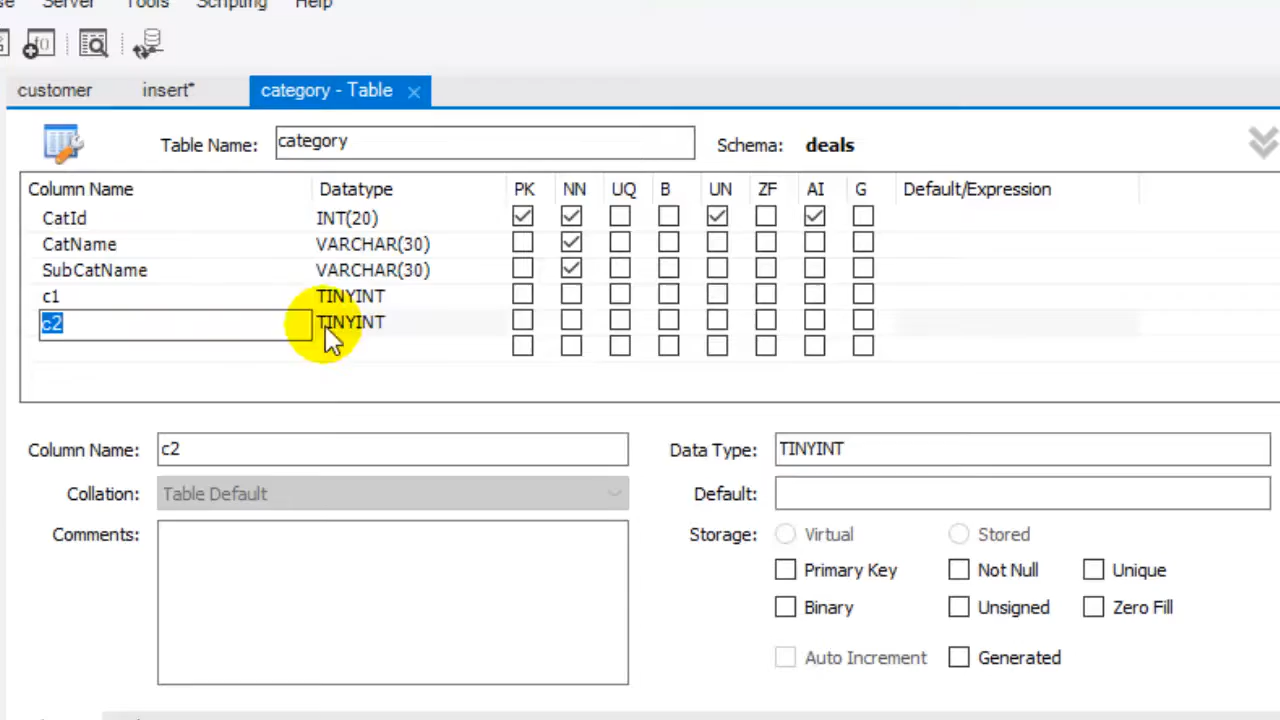 Server Tools Scripting Help
customer insert* category - Table
Table Name: category Schema: deals
Column Name Datatype PK NN UQ B UN ZF AI G Default/Expression
CatId INT(20)
CatName VARCHAR(30)
SubCatName VARCHAR(30)
c1 TINYINT
c2 TINYINT
Column Name: c2 Data Type: TINYINT
Collation: Table Default Default:
Comments: Storage: Virtual Stored
Primary Key Not Null Unique
Binary Unsigned Zero Fill
Auto Increment Generated